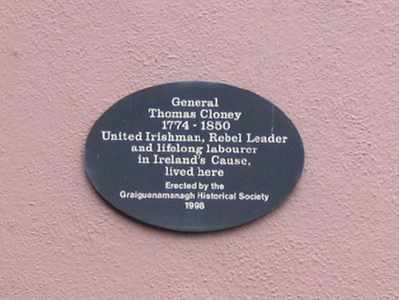 General
Thomas Cloney
1774 - 1850
United Irishman, Rebel Leader
and lifelong labourer
in Ireland's Cause,
lived here
Erected by the
Graiguenamanagh Historical Society
1998